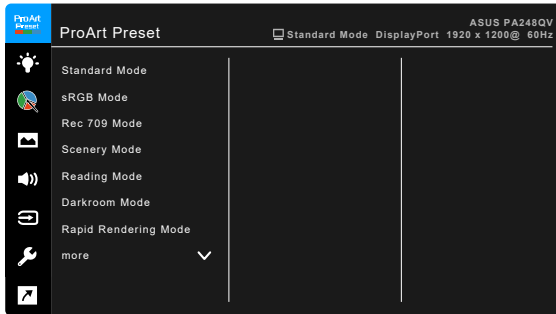 ProArt
Preset
ProArt Preset
ASUS PA248QV
Standard Mode DisplayPort 1920 x 1200@ 60Hz
Standard Mode
sRGB Mode
Rec 709 Mode
Scenery Mode
Reading Mode
Darkroom Mode
Rapid Rendering Mode
more